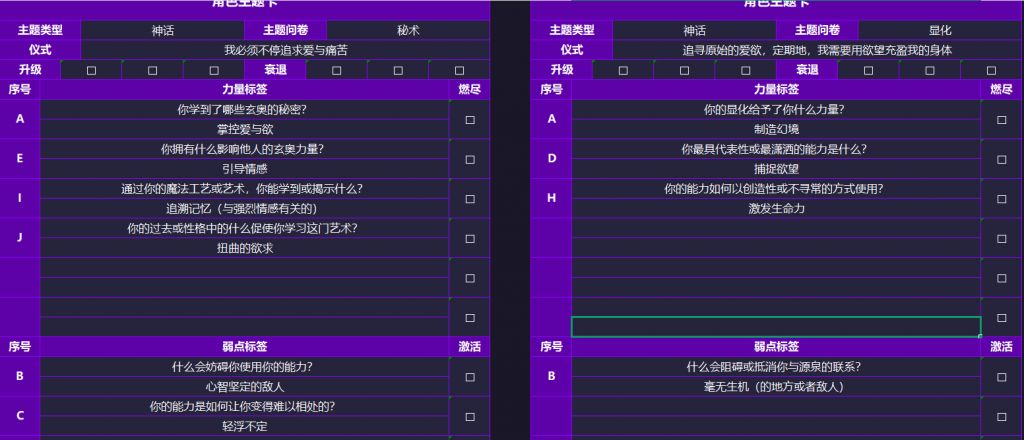 角色主题卡
主题类型 神话 主题问卷 秘术
仪式 我必须不停追求爱与痛苦
升级 衰退
序号 力量标签 燃尽
A 你学到了哪些玄奥的秘密?
掌控爱与欲
E 你拥有什么影响他人的玄奥力量?
引导情感
I 通过你的魔法工艺或艺术，你能学到或揭示什么?
追溯记忆（与强烈情感有关的）
J 你的过去或性格中的什么促使你学习这门艺术?
扭曲的欲求
序号 弱点标签 激活
B 什么会妨碍你使用你的能力?
心智坚定的敌人
C 你的能力是如何让你变得难以相处的?
轻浮不定
角色主题卡
主题类型 神话 主题问卷 显化
仪式 追寻原始的爱欲，定期地，我需要用欲望充盈我的身体
升级 衰退
序号 力量标签 燃尽
A 你的显化给予了你什么力量?
制造幻境
D 你最具代表性或最潇洒的能力是什么?
捕捉欲望
H 你的能力如何以创造性或不寻常的方式使用?
激发生命力
序号 弱点标签 激活
B 什么会阻碍或抵消你与源泉的联系?
毫无生机（的地方或者敌人）